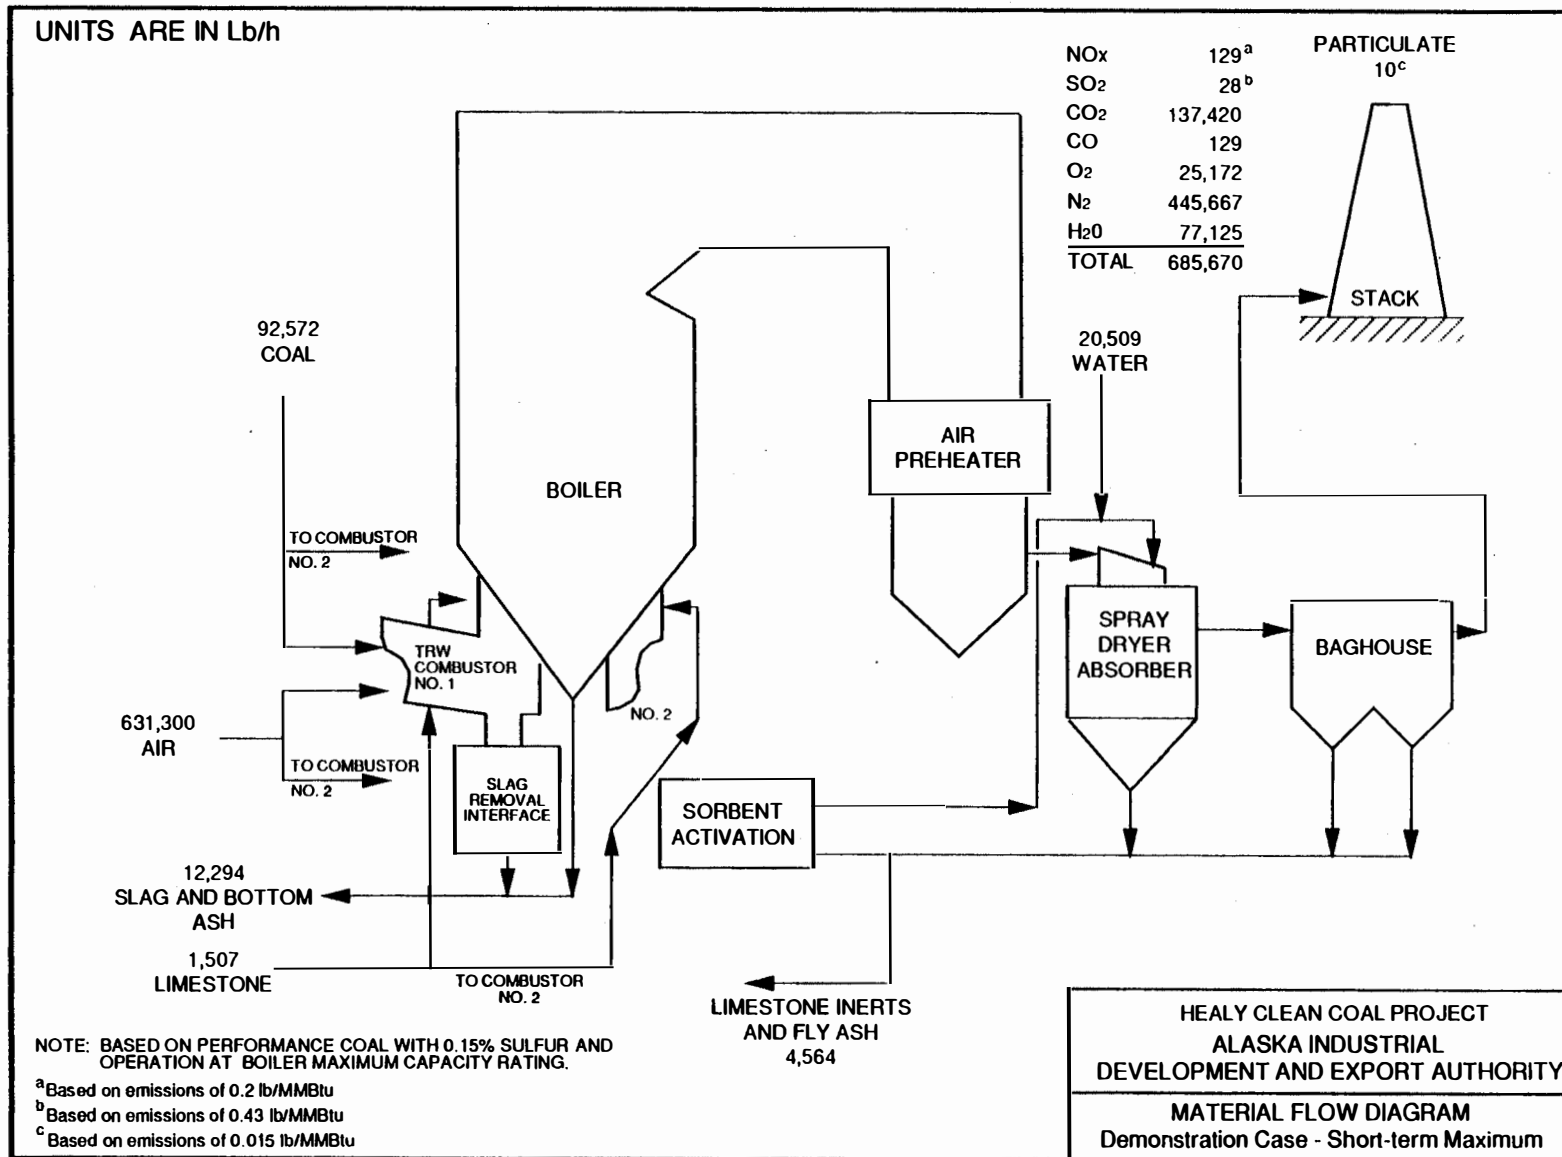 UNITS ARE IN Lb/h
NOx 129 a
SO2 28 b
CO2 137,420
CO 129
O2 25,172
N2 445,667
H20 77,125
TOTAL 685,670
PARTICULATE
10 c
STACK
92,572
COAL
20,509
WATER
AIR
PREHEATER
BOILER
TO COMBUSTOR
NO. 2
TRW
COMBUSTOR
NO. 1
NO. 2
SPRAY
DRYER
ABSORBER
BAGHOUSE
631,300
AIR
TO COMBUSTOR
NO. 2
SLAG
REMOVAL
INTERFACE
SORBENT
ACTIVATION
12,294
SLAG AND BOTTOM
ASH
1,507
LIMESTONE
TO COMBUSTOR
NO. 2
LIMESTONE INERTS
AND FLY ASH
4,564
NOTE: BASED ON PERFORMANCE COAL WITH 0.15% SULFUR AND
OPERATION AT BOILER MAXIMUM CAPACITY RATING.
a Based on emissions of 0.2 lb/MMBtu
b Based on emissions of 0.43 lb/MMBtu
c Based on emissions of 0.015 lb/MMBtu
HEALY CLEAN COAL PROJECT
ALASKA INDUSTRIAL
DEVELOPMENT AND EXPORT AUTHORITY
MATERIAL FLOW DIAGRAM
Demonstration Case - Short-term Maximum